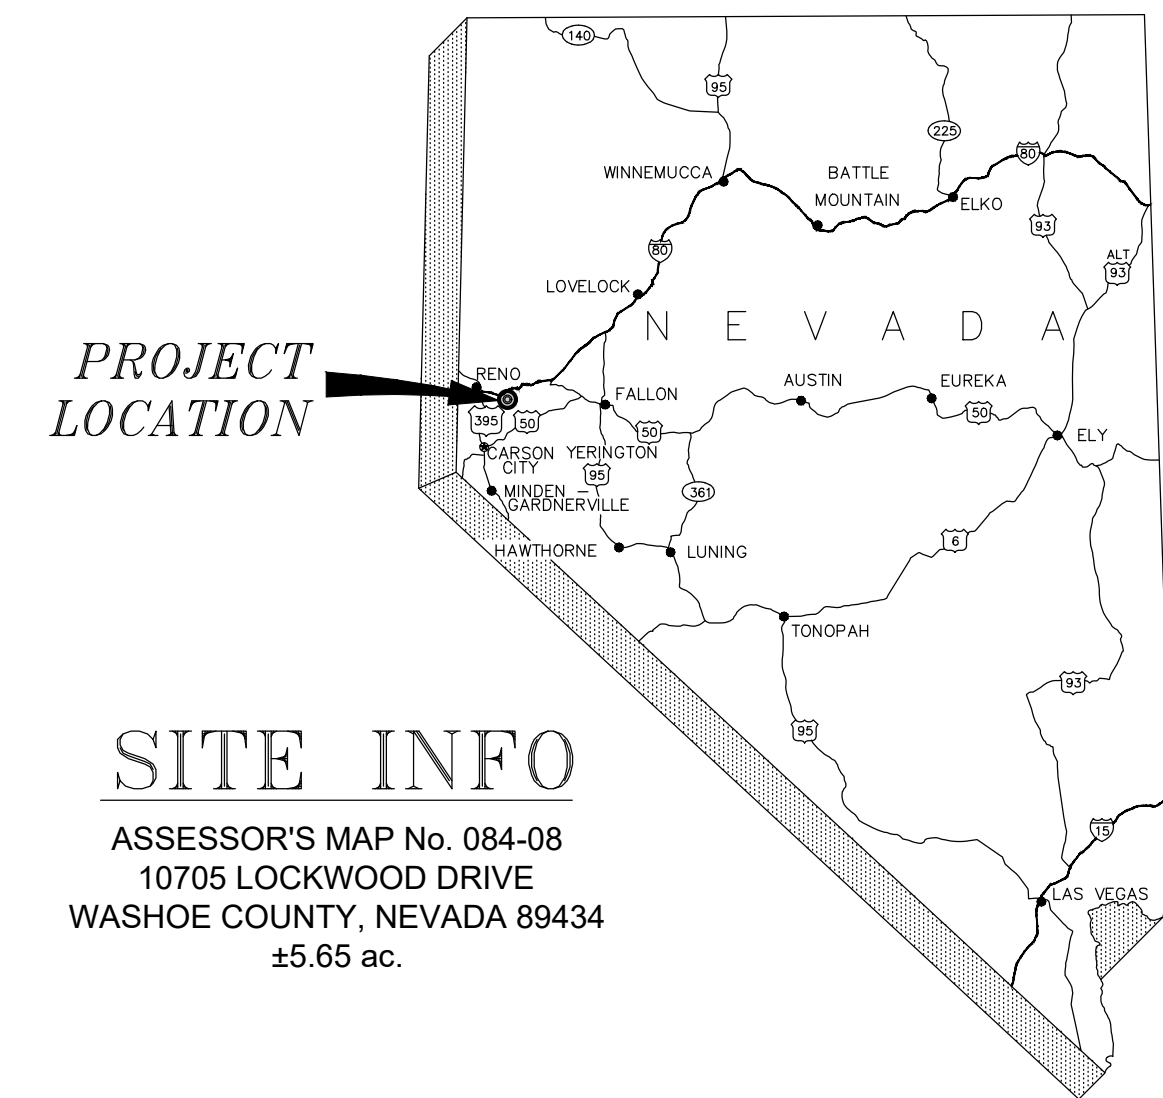 140
95
225
80
WINNEMUCCA
BATTLE
MOUNTAIN
ELKO
93
80
ALT
93
LOVELOCK
NEVADA
PROJECT
LOCATION
RENO
FALLON
AUSTIN
EUREKA
395
50
50
50
ELY
CARSON
CITY
YERINGTON
95
361
MINDEN –
GARDNERVILLE
HAWTHORNE
LUNING
6
TONOPAH
93
95
SITE INFO
ASSESSOR'S MAP No. 084-08
10705 LOCKWOOD DRIVE
WASHOE COUNTY, NEVADA 89434
±5.65 ac.
15
LAS VEGAS